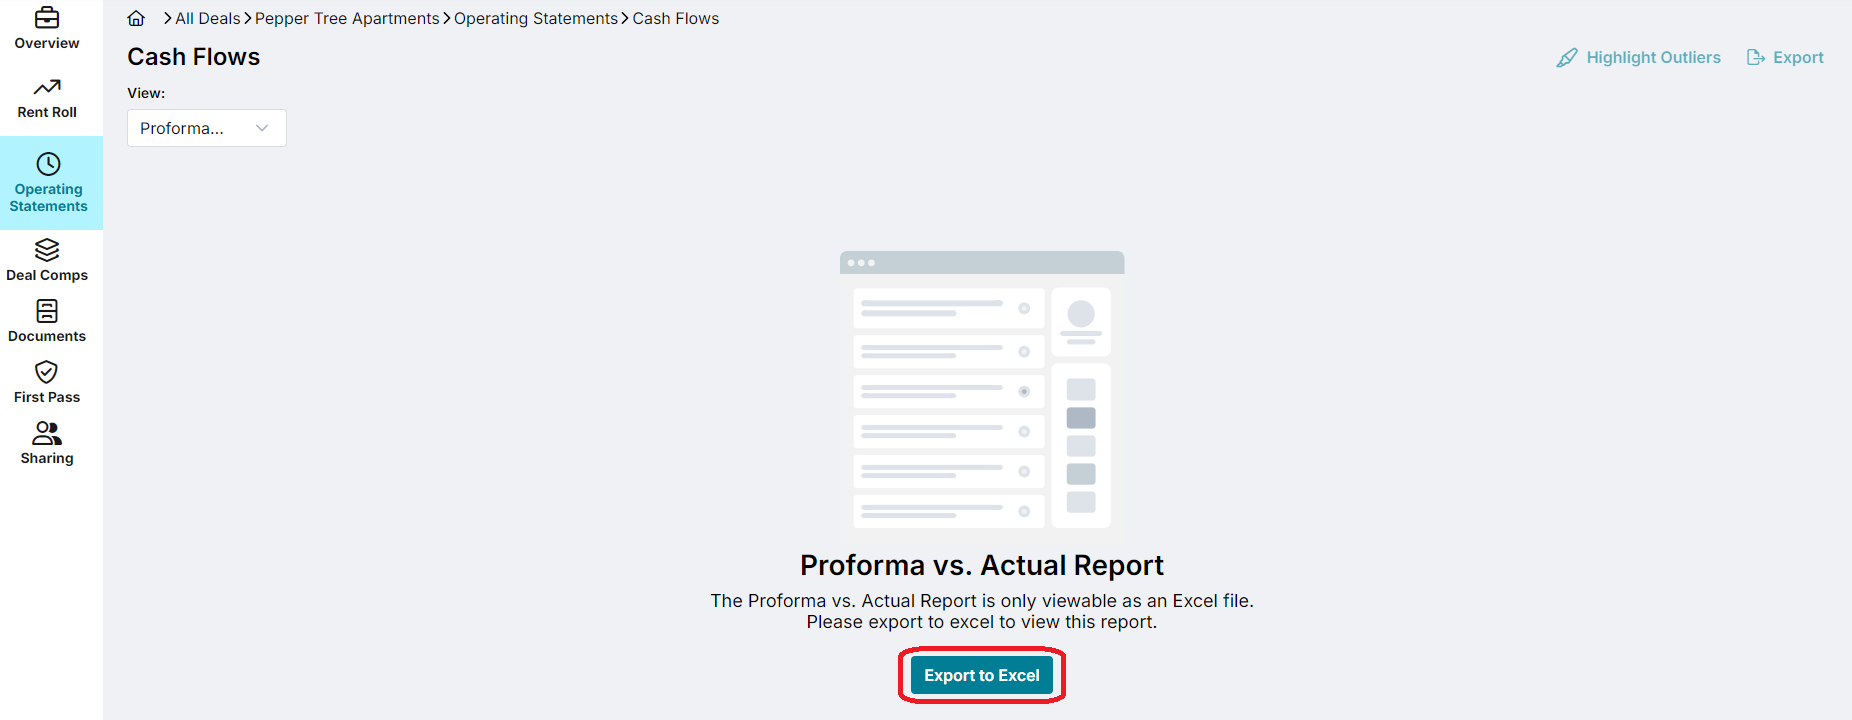 Overview
Rent Roll
Operating
Statements
Deal Comps
Documents
First Pass
Sharing
All Deals Pepper Tree Apartments Operating Statements Cash Flows
Cash Flows
Highlight Outliers
Export
View:
Proforma...
Proforma vs. Actual Report
The Proforma vs. Actual Report is only viewable as an Excel file.
Please export to excel to view this report.
Export to Excel